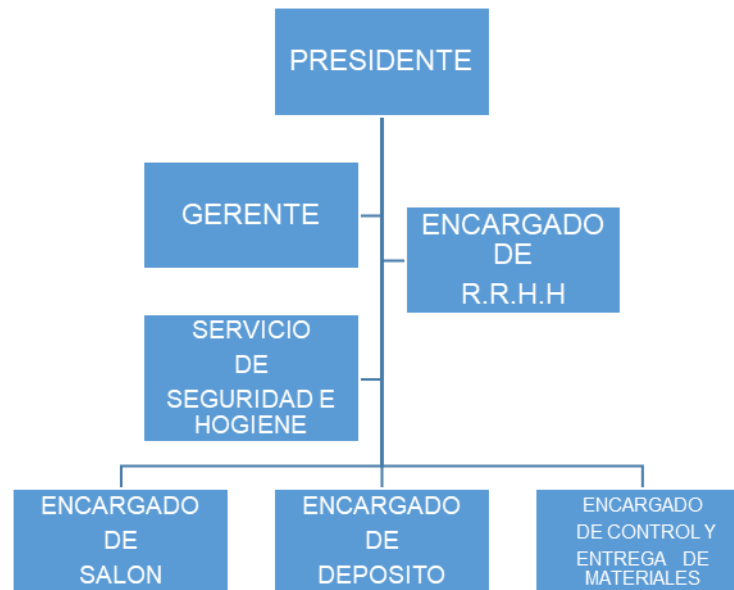 PRESIDENTE
GERENTE
ENCARGADO
DE
R.R.H.H
SERVICIO
DE
SEGURIDAD E
HOGIENE
ENCARGADO
DE
SALON
ENCARGADO
DE
DEPOSITO
ENCARGADO
DE CONTROL Y
ENTREGA DE
MATERIALES